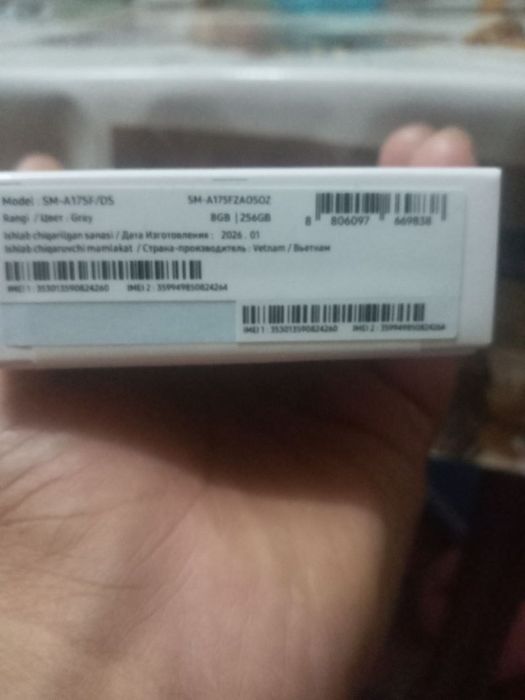 Model : SM-A175F/DS SM-A175FZAOSOZ
Rangi / Цвет : Gray 8GB | 256GB
8 806097 669838
Ishlab chiqarilgan sanasi / Дата Изготовления : 2026 . 01
Ishlab chiqaruvchi mamlakat / Страна-производитель : Vetnam / Вьетнам
IMEI 1 : 353013590824260 IMEI 2 : 359949850824264
IMEI 1 : 353013590824260 IMEI 2 : 359949850824264